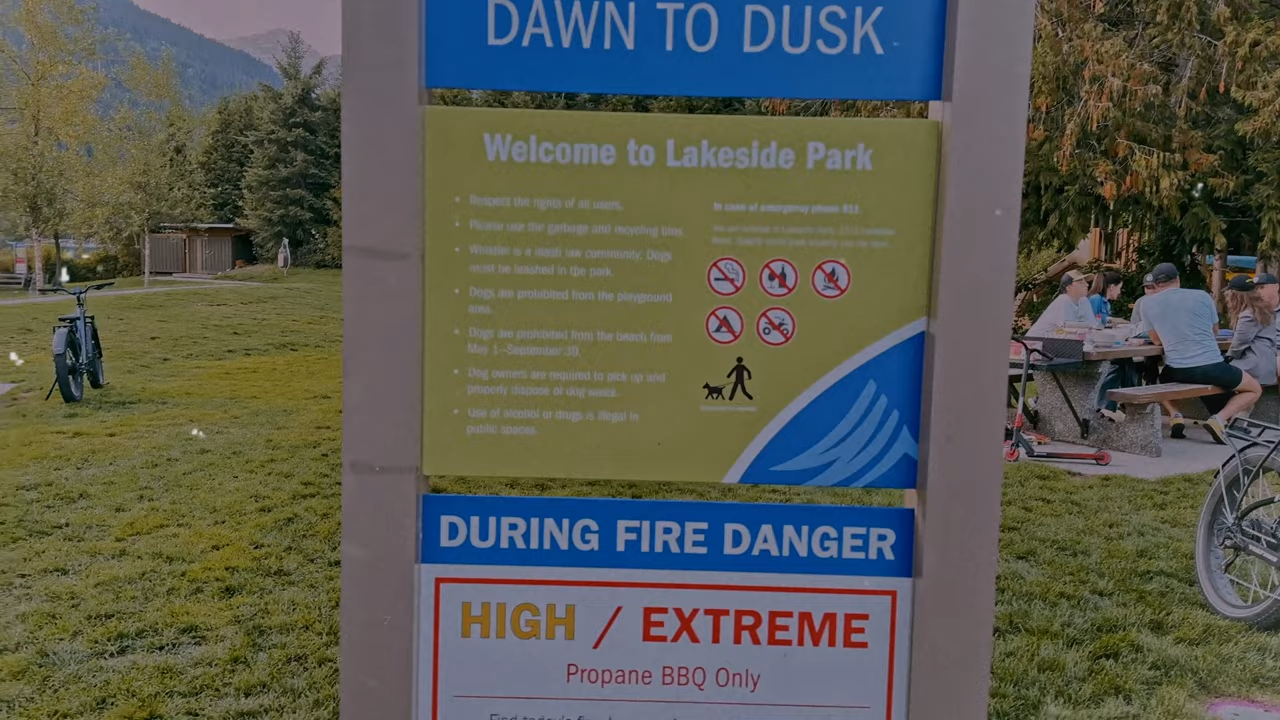 DAWN TO DUSK
Welcome to Lakeside Park
• Respect the rights of all users.
• Please use the garbage and recycling bins.
• Whistler is a leash law community. Dogs
must be leashed in the park.
• Dogs are prohibited from the playground
area.
• Dogs are prohibited from the beach from
May 1–September 30.
• Dog owners are required to pick up and
properly dispose of dog waste.
• Use of alcohol or drugs is illegal in
public spaces.
In case of emergency phone 911.
DURING FIRE DANGER
HIGH / EXTREME
Propane BBQ Only